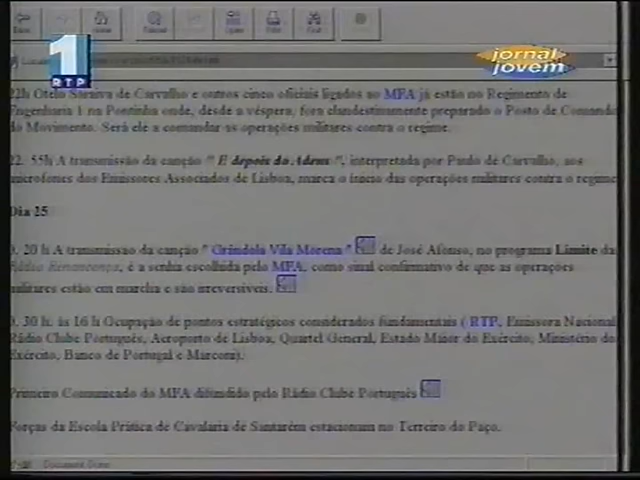 1
RTP
jornal
jovem
22h Otelo Saraiva de Carvalho e outros cinco oficiais ligados ao MFA já estão no Regimento de
Engenharia 1 na Pontinha onde, desde a véspera, fora clandestinamente preparado o Posto de Comando
do Movimento. Será ele a comandar as operações militares contra o regime.
22. 55h A transmissão da canção " E depois do Adeus ", interpretada por Paulo de Carvalho, aos
microfones dos Emissores Associados de Lisboa, marca o início das operações militares contra o regime
Dia 25
0. 20 h A transmissão da canção " Grândola Vila Morena " de José Afonso, no programa Limite da
Rádio Renascença, é a senha escolhida pelo MFA, como sinal confirmativo de que as operações
militares estão em marcha e são irreversíveis.
0. 30 h. às 16 h Ocupação de pontos estratégicos considerados fundamentais ( RTP, Emissora Nacional
Rádio Clube Português, Aeroporto de Lisboa, Quartel General, Estado Maior do Exército, Ministério do
Exército, Banco de Portugal e Marconi).
Primeiro Comunicado do MFA difundido pelo Rádio Clube Português
Forças da Escola Prática de Cavalaria de Santarém estacionam no Terreiro do Paço.
Document: Done